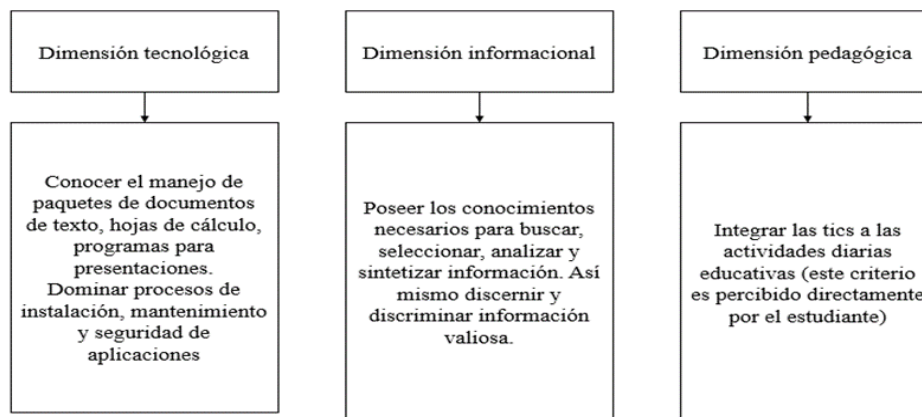 Dimensión tecnológica
Conocer el manejo de
paquetes de documentos
de texto, hojas de cálculo,
programas para
presentaciones.
Dominar procesos de
instalación, mantenimiento
y seguridad de
aplicaciones
Dimensión informacional
Poseer los conocimientos
necesarios para buscar,
seleccionar, analizar y
sintetizar información. Así
mismo discernir y
discriminar información
valiosa.
Dimensión pedagógica
Integrar las tics a las
actividades diarias
educativas (este criterio
es percibido directamente
por el estudiante)